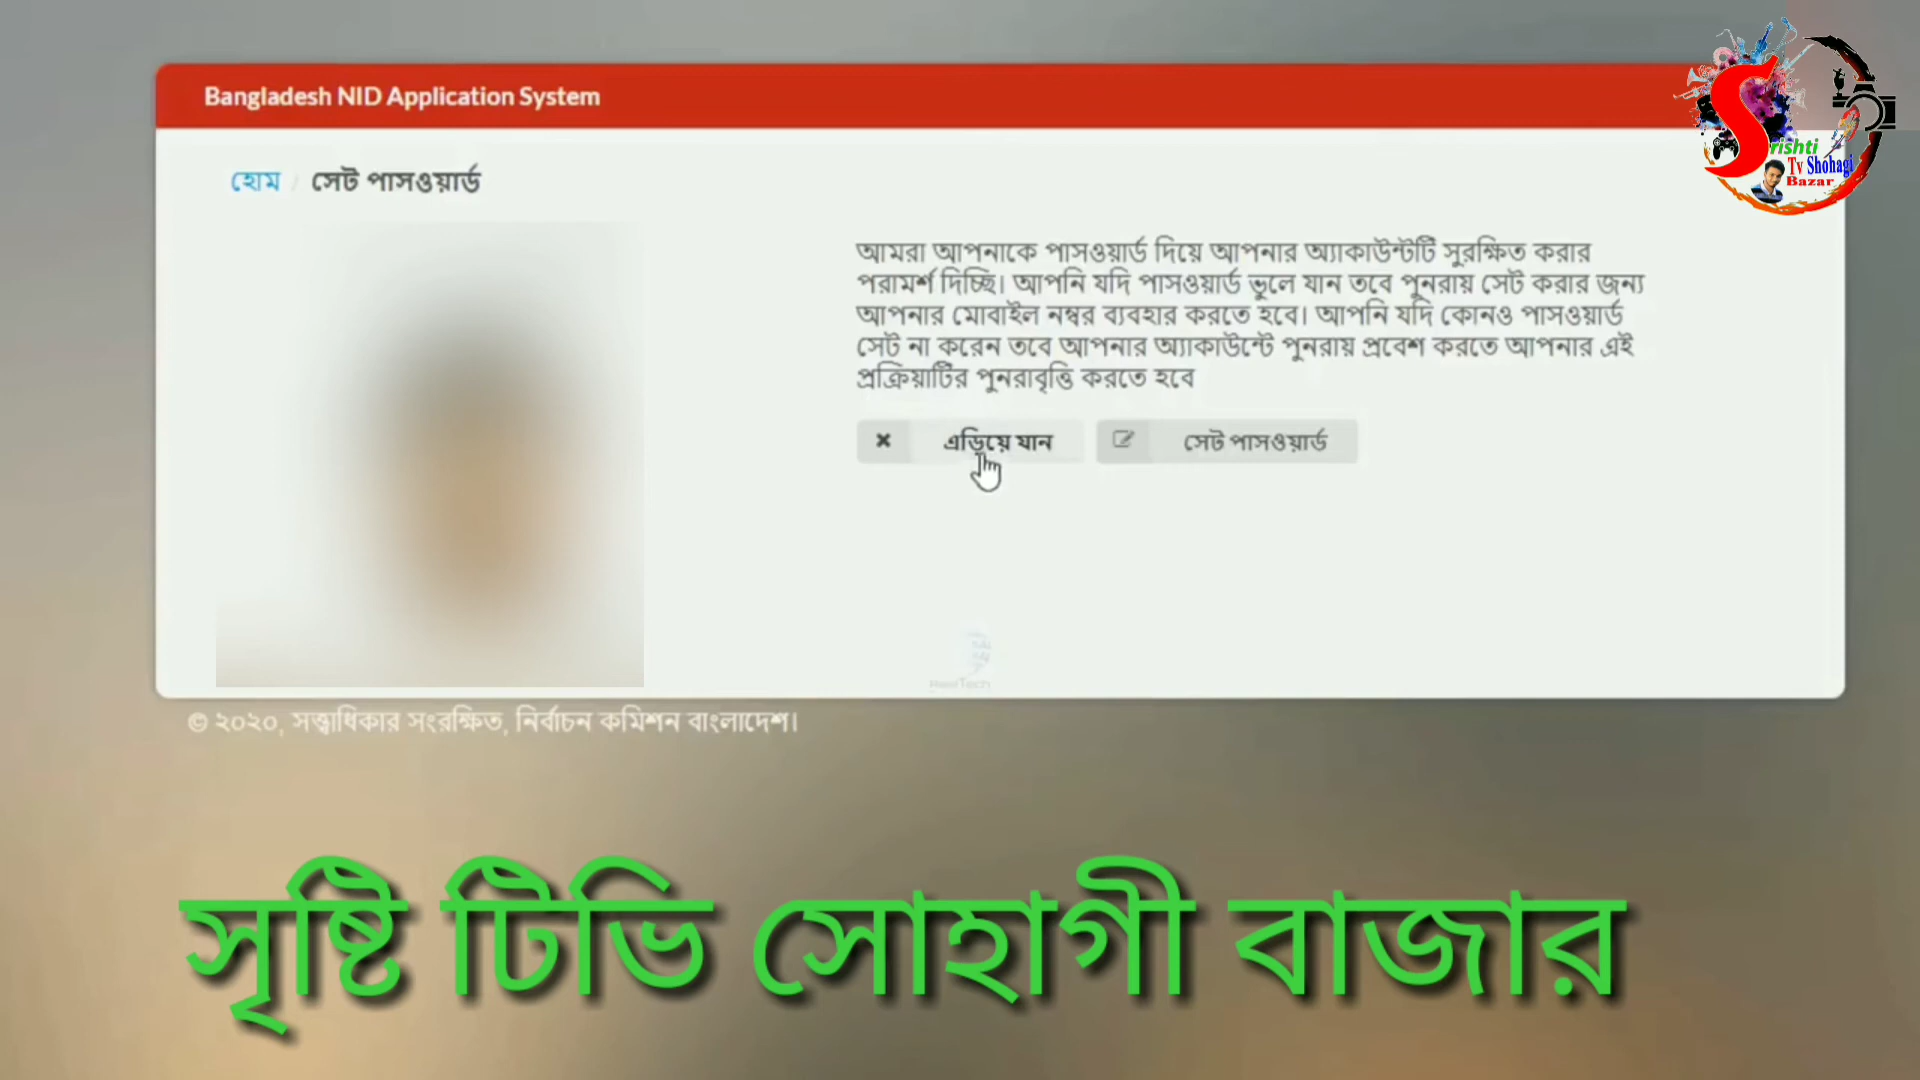 Bangladesh NID Application System
হোম / সেট পাসওয়ার্ড
আমরা আপনাকে পাসওয়ার্ড দিয়ে আপনার অ্যাকাউন্টটি সুরক্ষিত করার
পরামর্শ দিচ্ছি। আপনি যদি পাসওয়ার্ড ভুলে যান তবে পুনরায় সেট করার জন্য
আপনার মোবাইল নম্বর ব্যবহার করতে হবে। আপনি যদি কোনও পাসওয়ার্ড
সেট না করেন তবে আপনার অ্যাকাউন্টে পুনরায় প্রবেশ করতে আপনার এই
প্রক্রিয়াটির পুনরাবৃত্তি করতে হবে
এড়িয়ে যান
সেট পাসওয়ার্ড
© ২০২০, সত্ত্বাধিকার সংরক্ষিত, নির্বাচন কমিশন বাংলাদেশ।
Srishti
Tv Shohagi
Bazar
সৃষ্টি টিভি সোহাগী বাজার